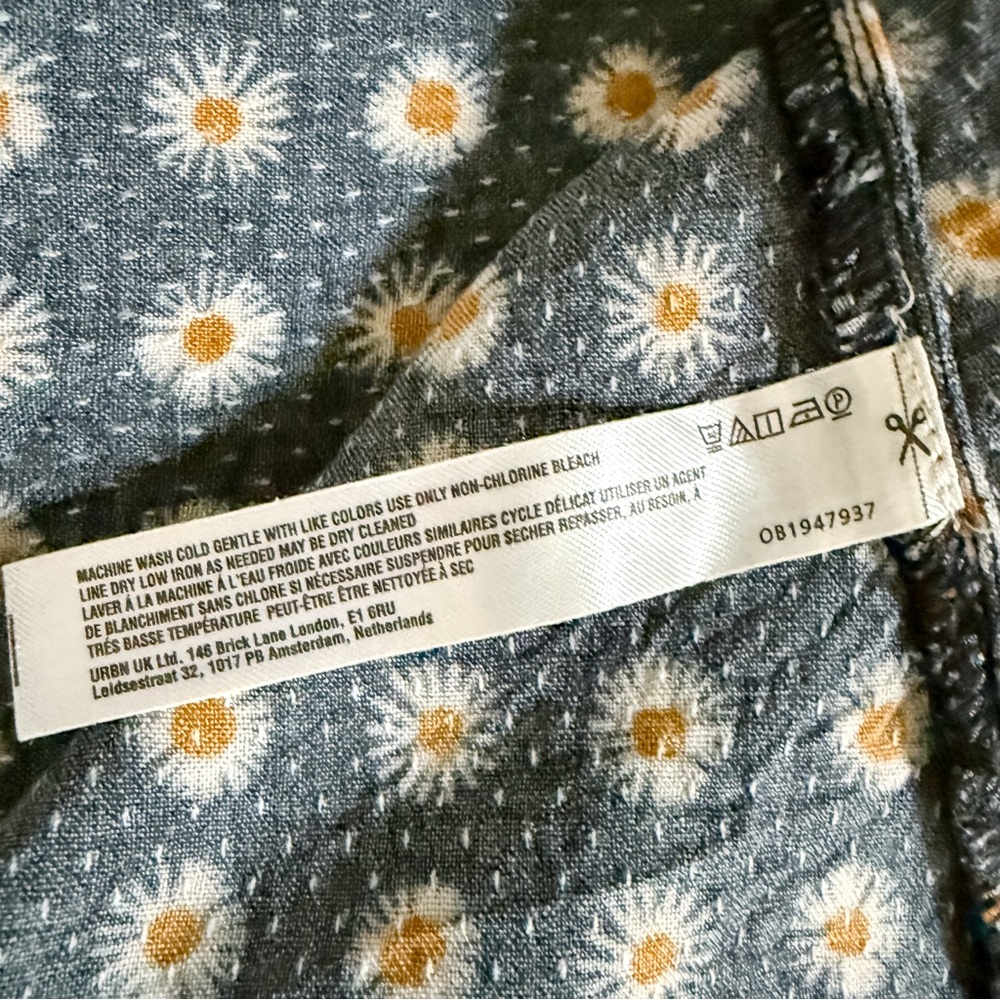 MACHINE WASH COLD GENTLE WITH LIKE COLORS USE ONLY NON-CHLORINE BLEACH
LINE DRY LOW IRON AS NEEDED MAY BE DRY CLEANED
LAVER Á LA MACHINE Á L'EAU FROIDE AVEC COULEURS SIMILAIRES CYCLE DÉLICAT UTILISER UN AGENT
DE BLANCHIMENT SANS CHLORE SI NÉCESSAIRE SUSPENDRE POUR SECHER REPASSER, AU BESOIN, Á
TRÉS BASSE TEMPÉRATURE PEUT-ÊTRE ÊTRE NETTOYÉE À SEC
URBN UK Ltd. 146 Brick Lane London, E1 6RU
Leidsestraat 32, 1017 PB Amsterdam, Netherlands
P
OB1947937